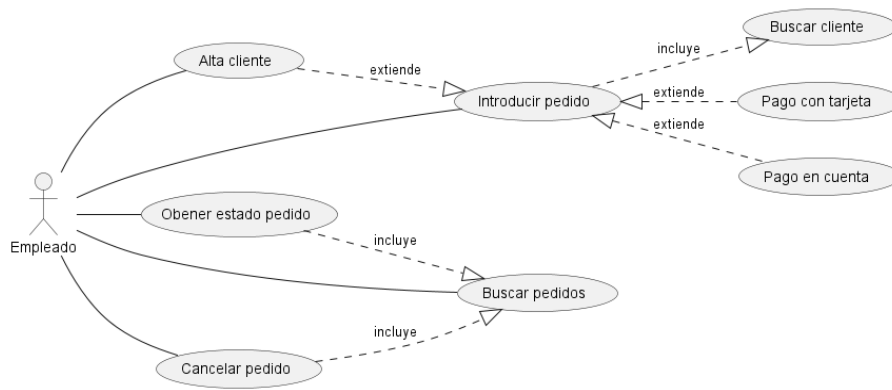 Buscar cliente
incluye
Alta cliente
extiende
Introducir pedido
extiende
Pago con tarjeta
extiende
Pago en cuenta
Empleado
Obener estado pedido
incluye
Buscar pedidos
incluye
Cancelar pedido